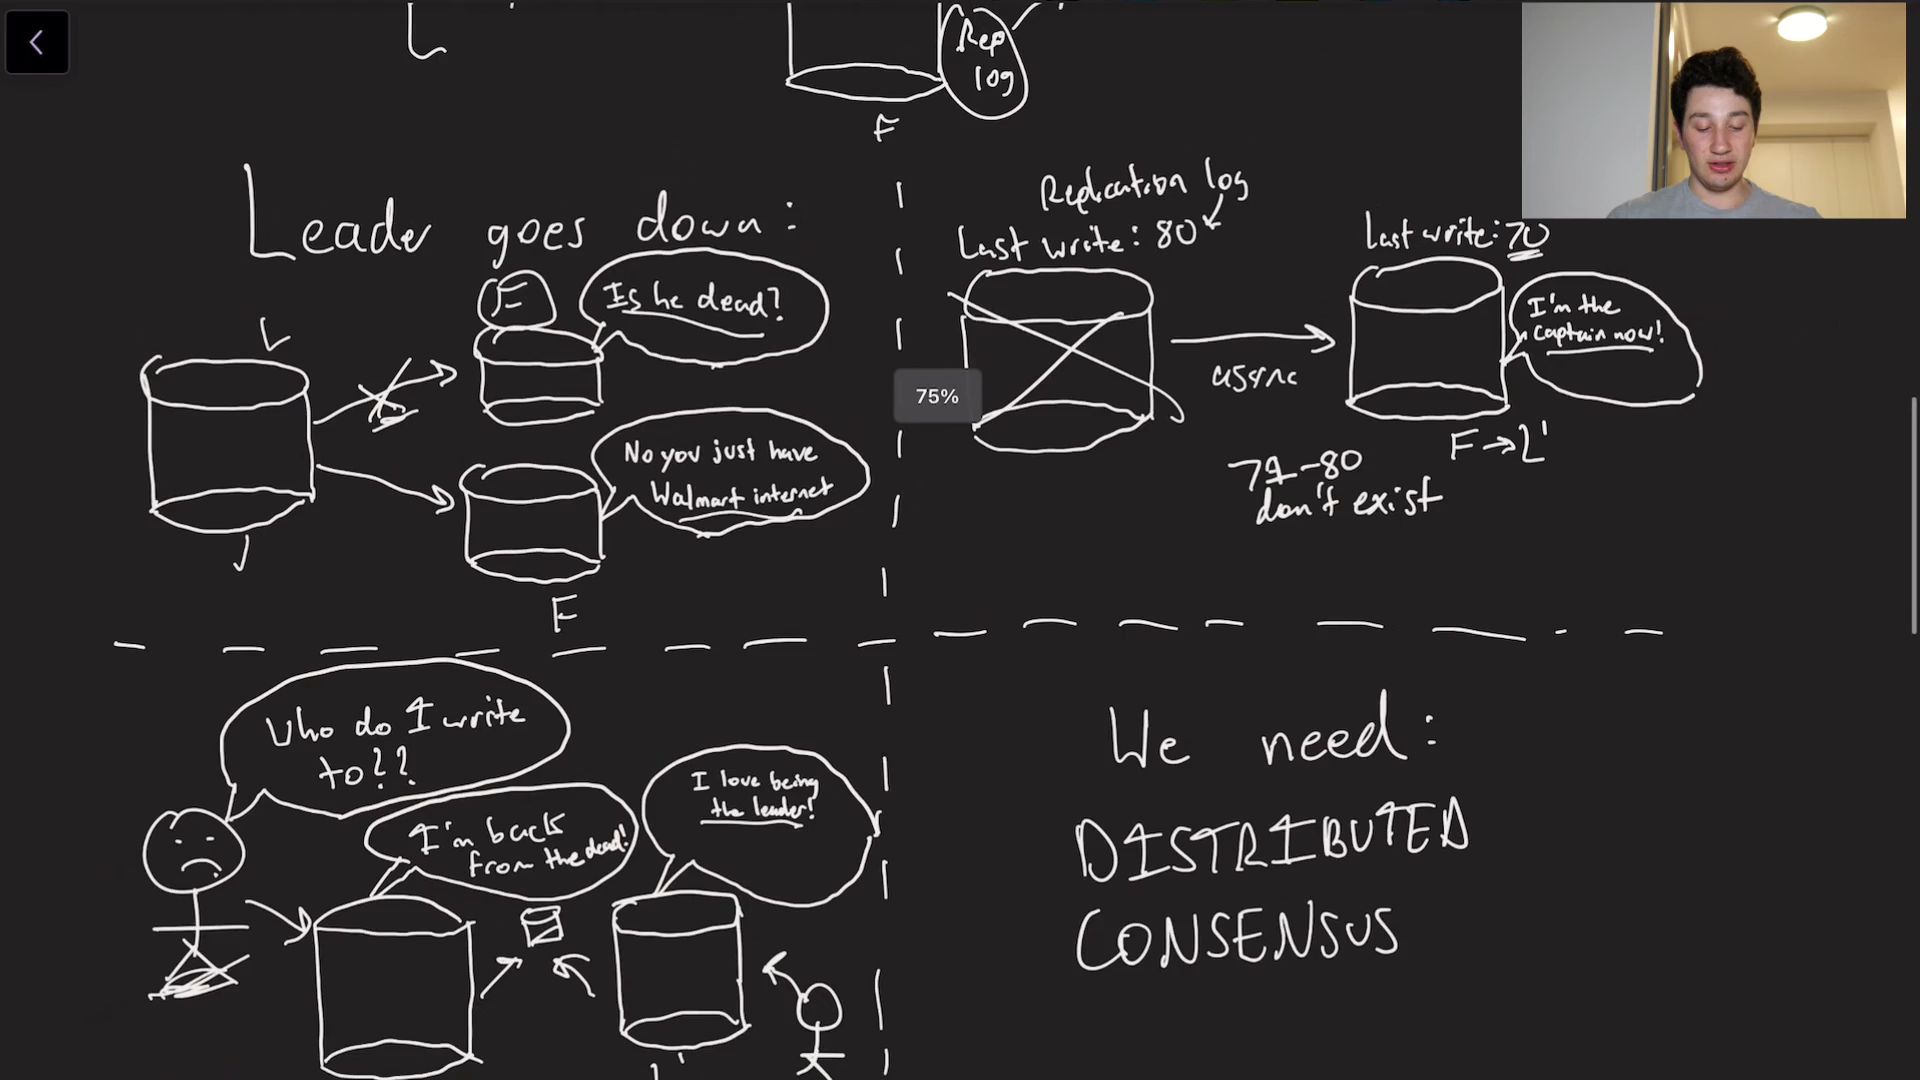 Rep
log
F
Leader goes down:
L
F
Is he dead?
No you just have
Walmart internet
F
Replication log
Last write: 80
async
Last write: 70
I'm the
captain now!
F→L'
71-80
don't exist
75%
Who do I write
to??
I'm back
from the dead!
I love being
the leader!
L'
We need:
DISTRIBUTED
CONSENSUS